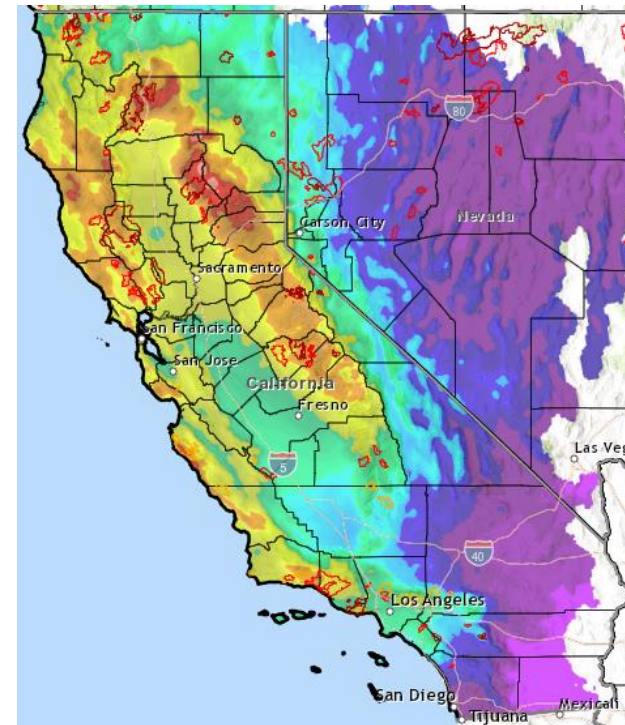 80
Nevada
Carson City
Sacramento
San Francisco
San Jose
California
Fresno
5
Las Veg
40
Los Angeles
San Diego
Tijuana
Mexicali